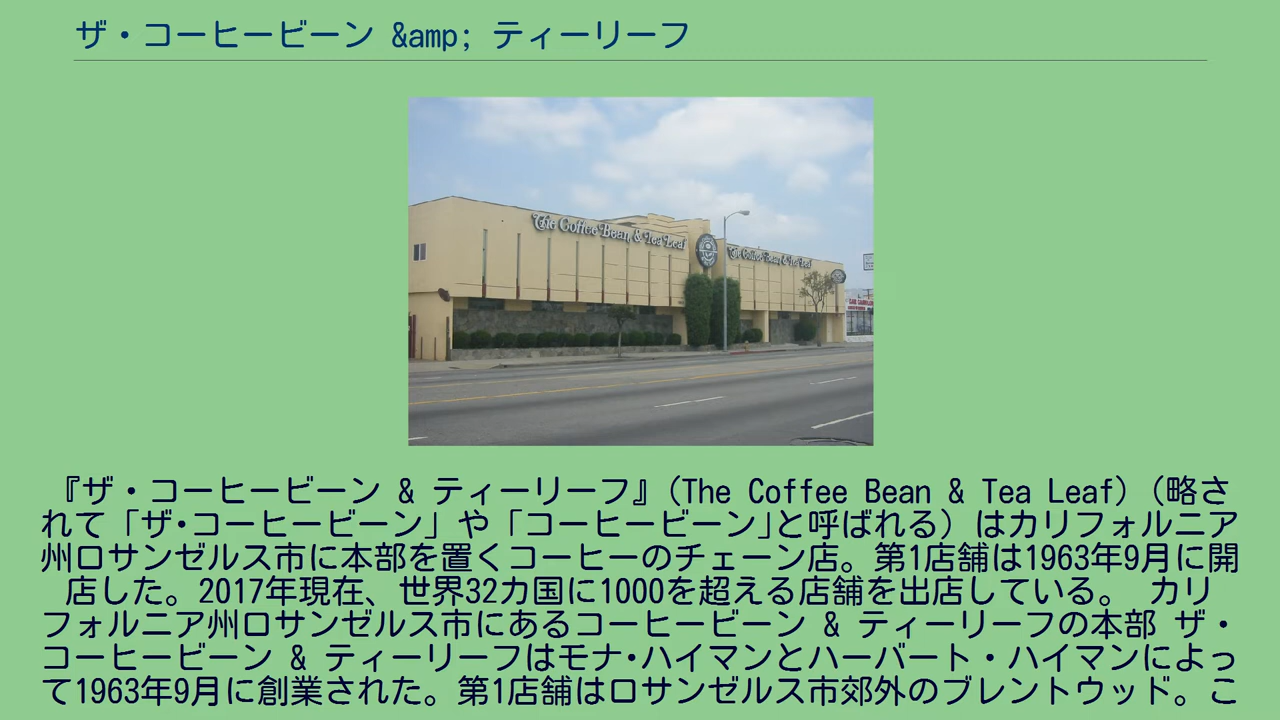 ザ・コーヒービーン &amp; ティーリーフ
The Coffee Bean & Tea Leaf
The Coffee Bean & Tea Leaf
『ザ・コーヒービーン & ティーリーフ』(The Coffee Bean & Tea Leaf)(略さ
れて「ザ・コーヒービーン」や「コーヒービーン」と呼ばれる）はカリフォルニア
州ロサンゼルス市に本部を置くコーヒーのチェーン店。第1店舗は1963年9月に開
店した。2017年現在、世界32カ国に1000を超える店舗を出店している。 カリ
フォルニア州ロサンゼルス市にあるコーヒービーン & ティーリーフの本部 ザ・
コーヒービーン & ティーリーフはモナ・ハイマンとハーバート・ハイマンによっ
て1963年9月に創業された。第1店舗はロサンゼルス市郊外のブレントウッド。こ